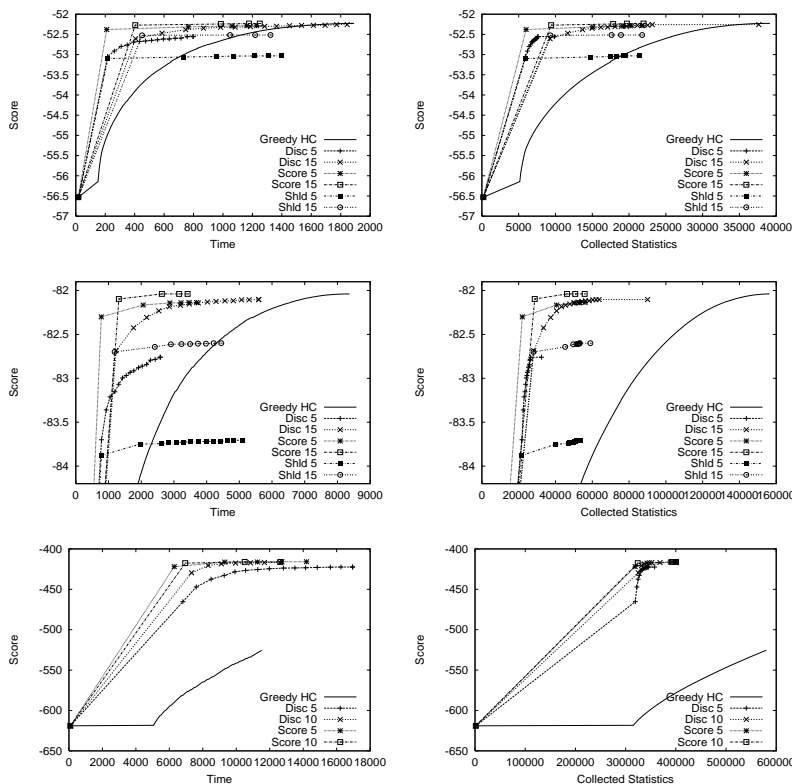 -52
-52.5
-53
-53.5
-54
-54.5
-55
-55.5
-56
-56.5
-57
Score
0 200 400 600 800 1000 1200 1400 1600 1800 2000
Time
Greedy HC
Disc 5
Disc 15
Score 5
Score 15
Shld 5
Shld 15
-52
-52.5
-53
-53.5
-54
-54.5
-55
-55.5
-56
-56.5
-57
Score
0 5000 10000 15000 20000 25000 30000 35000 40000
Collected Statistics
Greedy HC
Disc 5
Disc 15
Score 5
Score 15
Shld 5
Shld 15
-82
-82.5
-83
-83.5
-84
Score
0 1000 2000 3000 4000 5000 6000 7000 8000 9000
Time
Greedy HC
Disc 5
Disc 15
Score 5
Score 15
Shld 5
Shld 15
-82
-82.5
-83
-83.5
-84
Score
0 20000 40000 60000 80000 100000 120000 140000 160000
Collected Statistics
Greedy HC
Disc 5
Disc 15
Score 5
Score 15
Shld 5
Shld 15
-400
-450
-500
-550
-600
-650
Score
0 2000 4000 6000 8000 10000 12000 14000 16000 18000
Time
Greedy HC
Disc 5
Disc 10
Score 5
Score 10
-400
-450
-500
-550
-600
-650
Score
0 100000 200000 300000 400000 500000 600000
Collected Statistics
Greedy HC
Disc 5
Disc 10
Score 5
Score 10